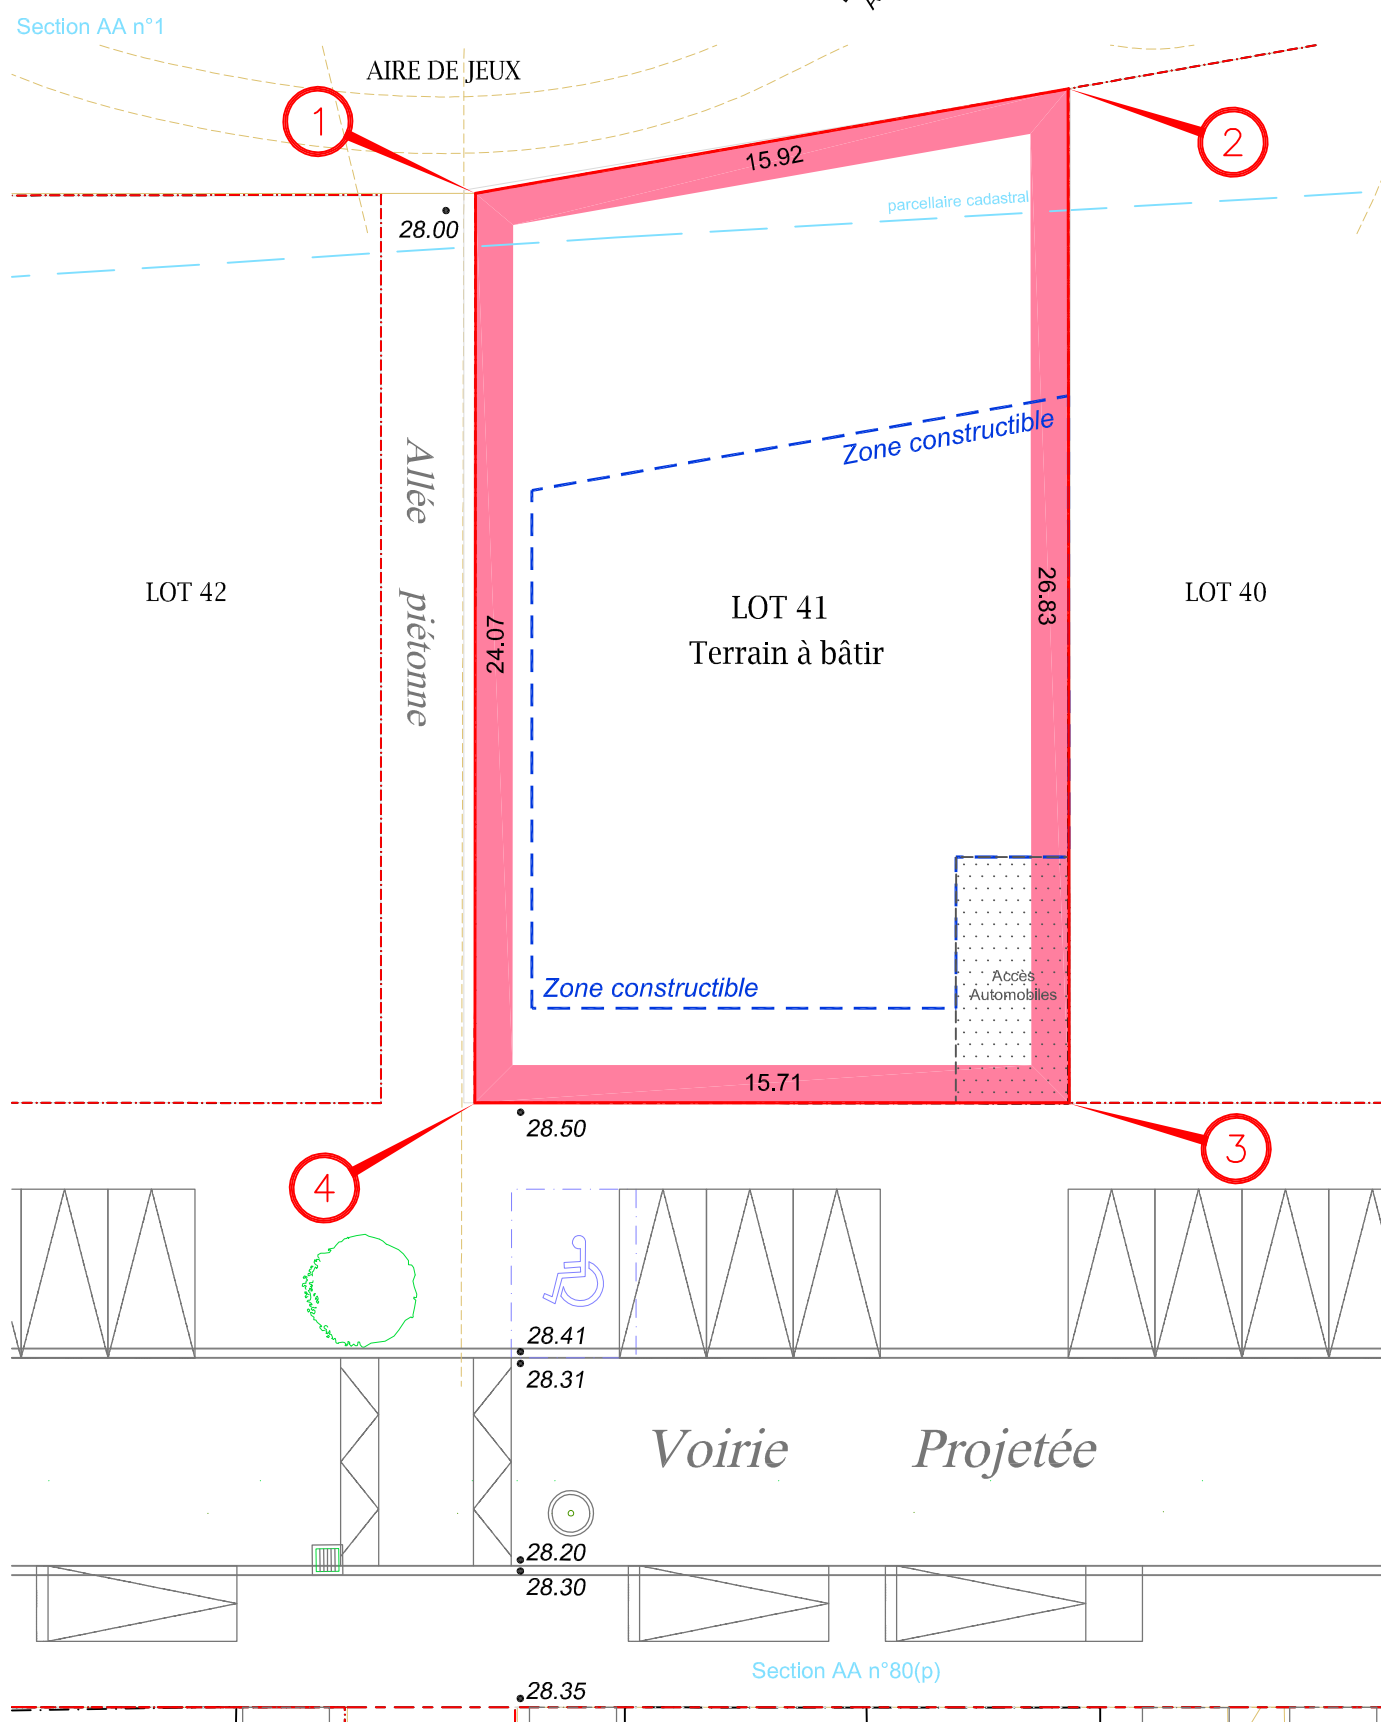 Section AA n°1
AIRE DE JEUX
1
2
15.92
parcellaire cadastral
28.00
Zone constructible
Allée piétonne
LOT 42
LOT 41
Terrain à bâtir
LOT 40
24.07
26.83
Accès
Automobiles
Zone constructible
15.71
28.50
3
4
28.41
28.31
Voirie Projetée
28.20
28.30
Section AA n°80(p)
28.35